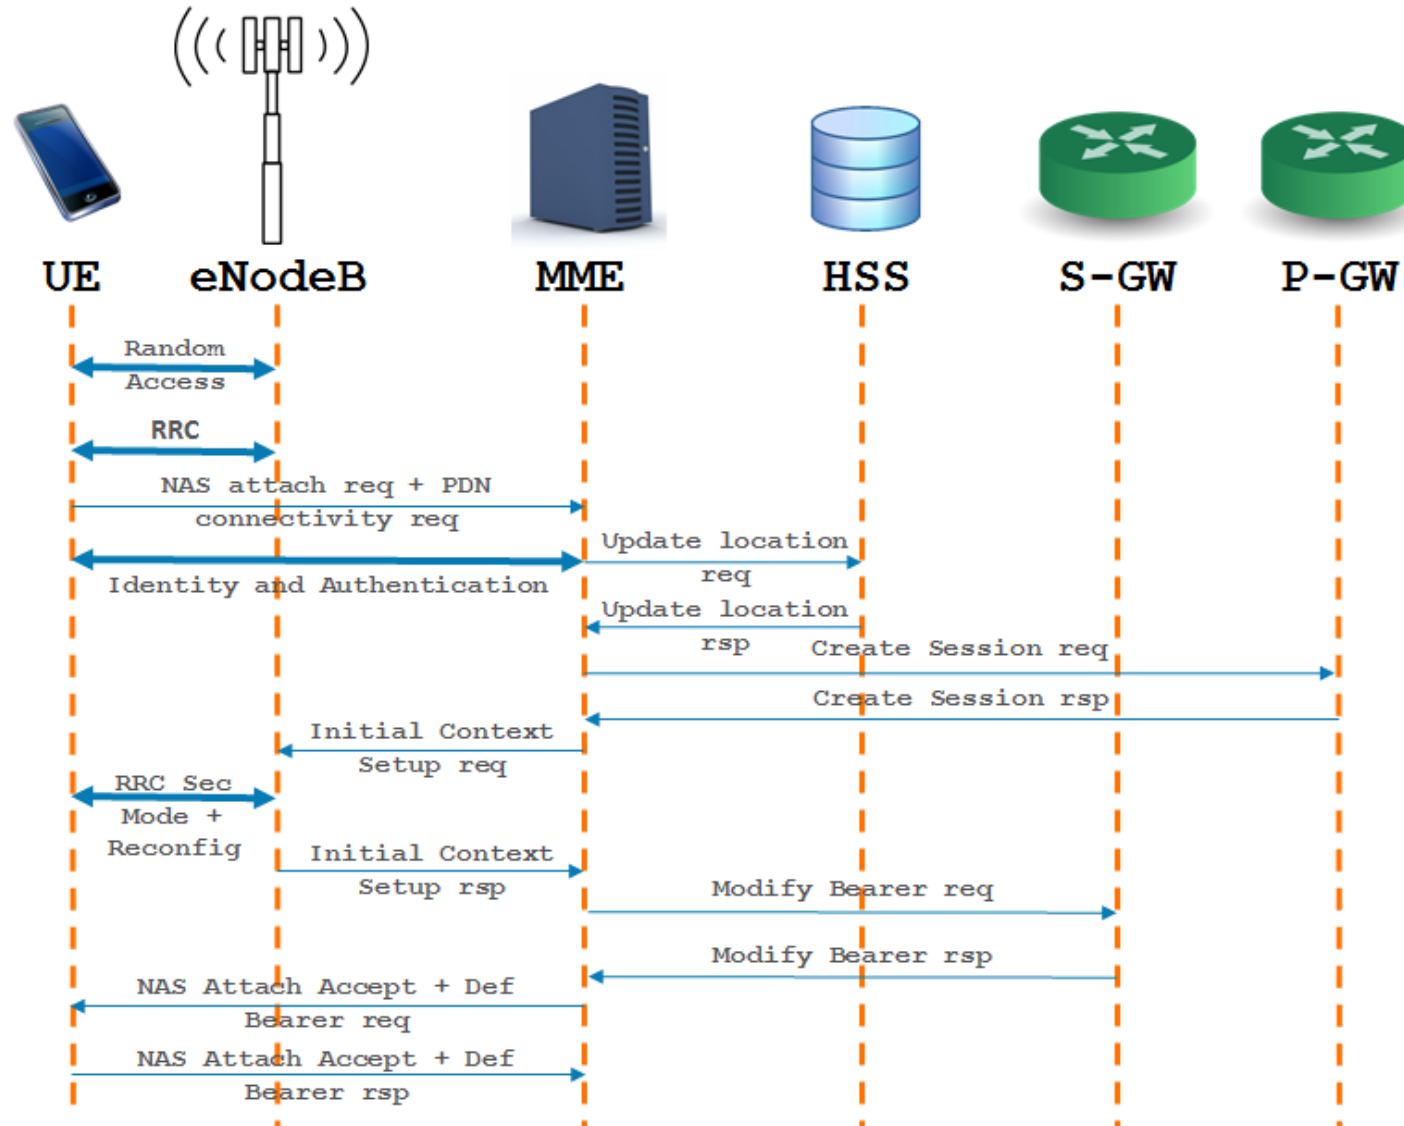 UE eNodeB MME HSS S-GW P-GW
Random
Access
RRC
NAS attach req + PDN
connectivity req
Update location
req
Identity and Authentication
Update location
rsp
Create Session req
Create Session rsp
Initial Context
Setup req
RRC Sec
Mode +
Reconfig
Initial Context
Setup rsp
Modify Bearer req
Modify Bearer rsp
NAS Attach Accept + Def
Bearer req
NAS Attach Accept + Def
Bearer rsp